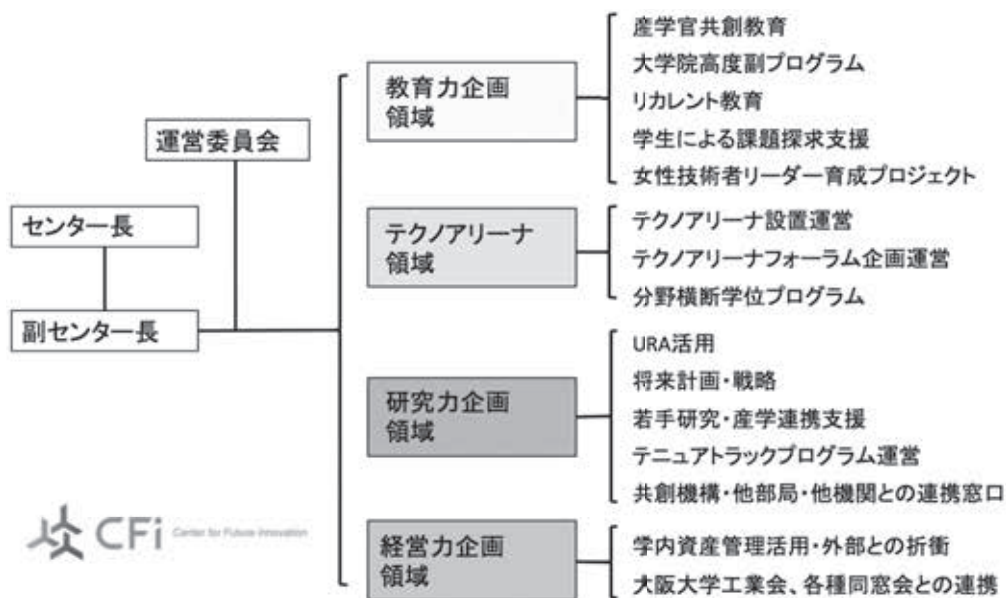 運営委員会
センター長
副センター長
教育力企画
領域
産学官共創教育
大学院高度副プログラム
リカレント教育
学生による課題探求支援
女性技術者リーダー育成プロジェクト
テクノアリーナ
領域
テクノアリーナ設置運営
テクノアリーナフォーラム企画運営
分野横断学位プログラム
研究力企画
領域
URA活用
将来計画・戦略
若手研究・産学連携支援
テニュアトラックプログラム運営
共創機構・他部局・他機関との連携窓口
経営力企画
領域
学内資産管理活用・外部との折衝
大阪大学工業会、各種同窓会との連携
CFi Center for Future Innovation